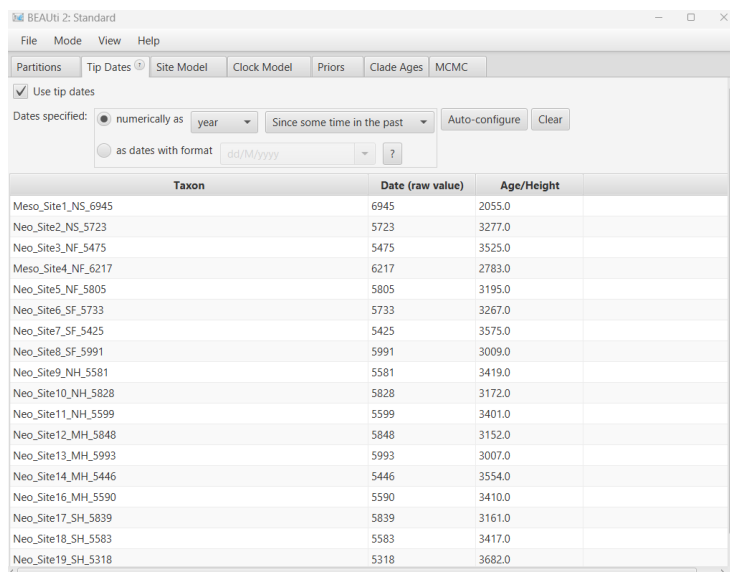 BEAUti 2: Standard
File Mode View Help
Partitions Tip Dates ? Site Model Clock Model Priors Clade Ages MCMC
Use tip dates
Dates specified: numerically as year Since some time in the past Auto-configure Clear
as dates with format dd/M/yyyy ?
Taxon Date (raw value) Age/Height
Meso_Site1_NS_6945 6945 2055.0
Neo_Site2_NS_5723 5723 3277.0
Neo_Site3_NF_5475 5475 3525.0
Meso_Site4_NF_6217 6217 2783.0
Neo_Site5_NF_5805 5805 3195.0
Neo_Site6_SF_5733 5733 3267.0
Neo_Site7_SF_5425 5425 3575.0
Neo_Site8_SF_5991 5991 3009.0
Neo_Site9_NH_5581 5581 3419.0
Neo_Site10_NH_5828 5828 3172.0
Neo_Site11_NH_5599 5599 3401.0
Neo_Site12_MH_5848 5848 3152.0
Neo_Site13_MH_5993 5993 3007.0
Neo_Site14_MH_5446 5446 3554.0
Neo_Site16_MH_5590 5590 3410.0
Neo_Site17_SH_5839 5839 3161.0
Neo_Site18_SH_5583 5583 3417.0
Neo_Site19_SH_5318 5318 3682.0